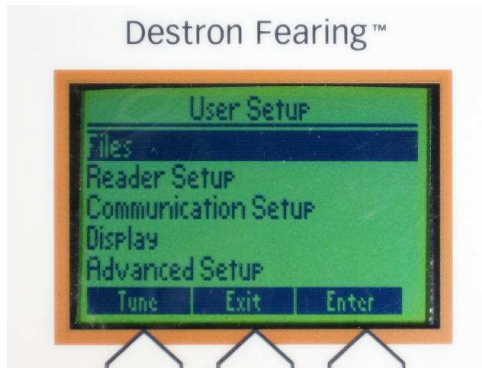 Destron Fearing™
User Setup
Files
Reader Setup
Communication Setup
Display
Advanced Setup
Tune Exit Enter